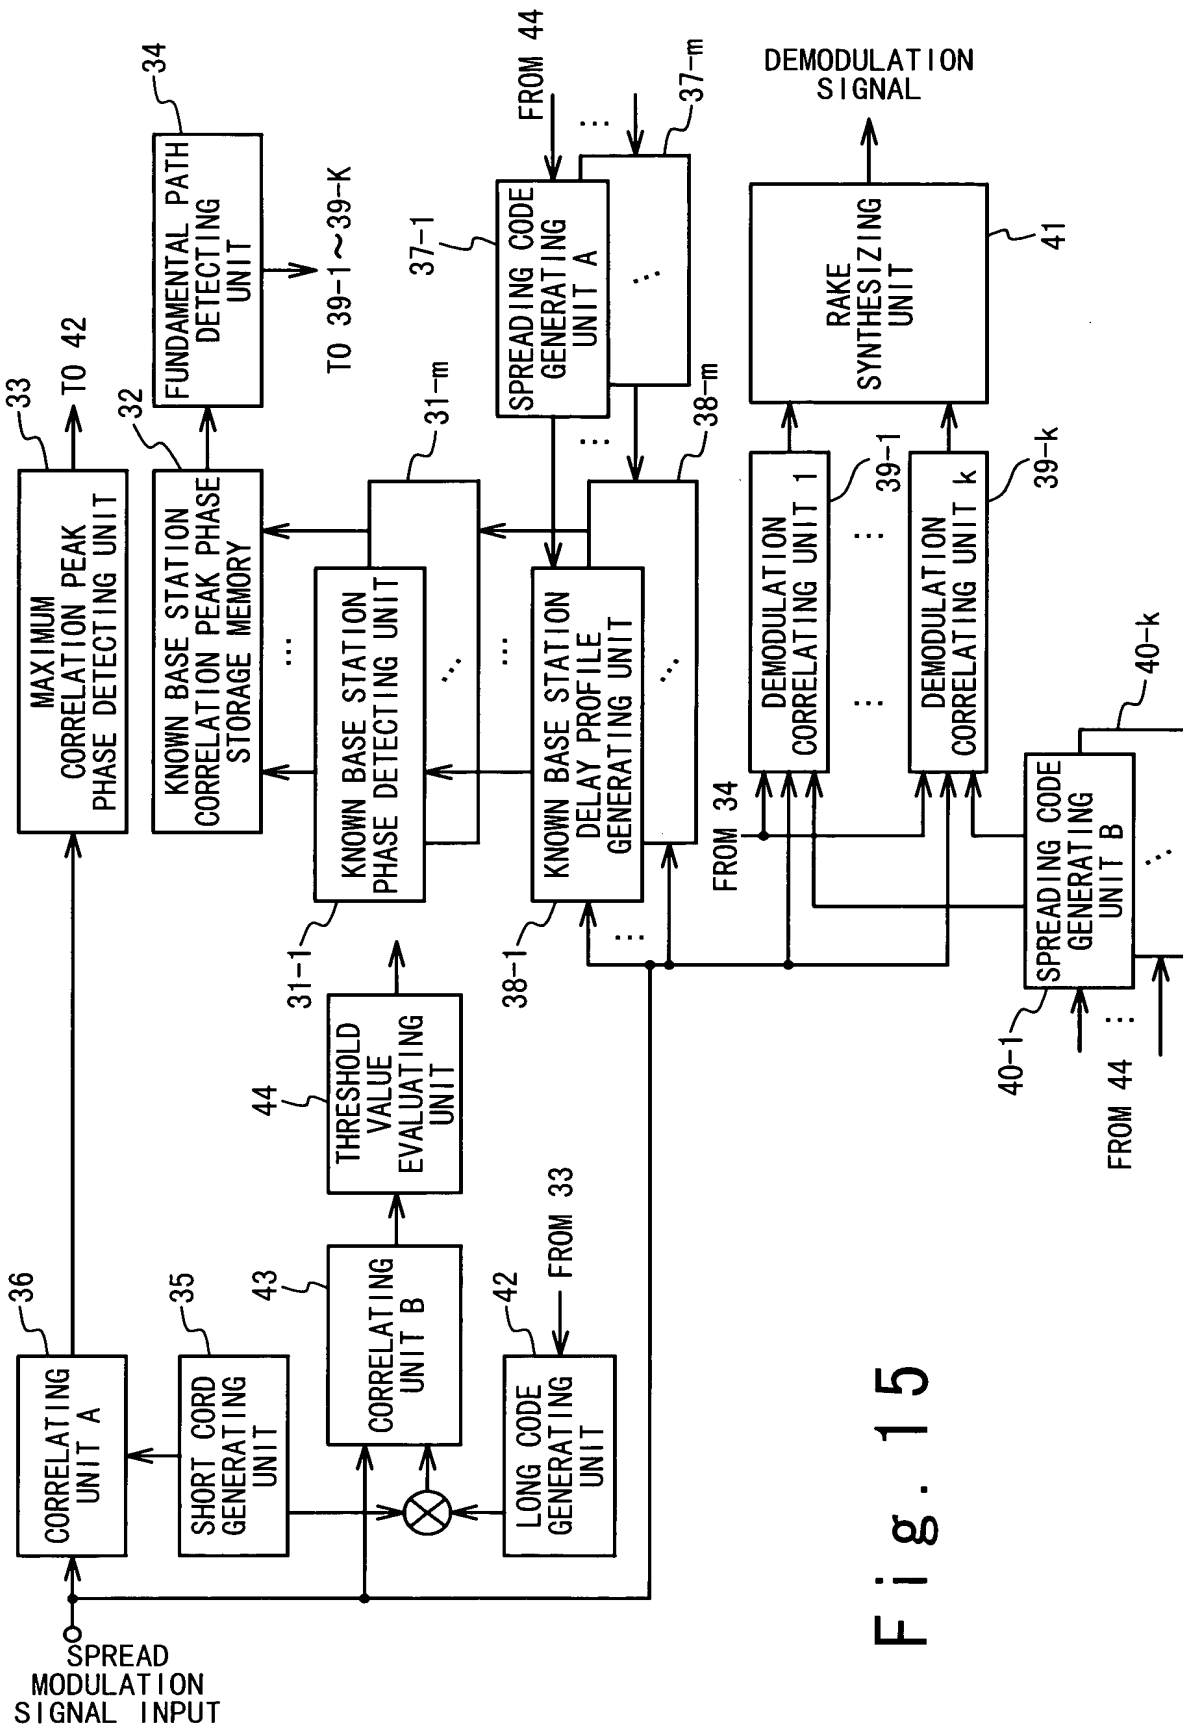 SPREAD
MODULATION
SIGNAL INPUT
36
CORRELATING
UNIT A
35
SHORT CORD
GENERATING
UNIT
43
CORRELATING
UNIT B
42
LONG CODE
GENERATING
UNIT
FROM 33
44
THRESHOLD
VALUE
EVALUATING
UNIT
33
MAXIMUM
CORRELATION PEAK
PHASE DETECTING UNIT
TO 42
32
KNOWN BASE STATION
CORRELATION PEAK PHASE
STORAGE MEMORY
34
FUNDAMENTAL PATH
DETECTING
UNIT
TO 39-1~39-K
31-1
KNOWN BASE STATION
PHASE DETECTING UNIT
...
...
31-m
38-1
KNOWN BASE STATION
DELAY PROFILE
GENERATING UNIT
...
...
...
38-m
37-1
SPREADING CODE
GENERATING
UNIT A
...
...
FROM 44
...
37-m
FROM 34
DEMODULATION
CORRELATING UNIT 1
39-1
...
...
DEMODULATION
CORRELATING UNIT k
39-k
40-1
SPREADING CODE
GENERATING
UNIT B
...
40-k
FROM 44
...
RAKE
SYNTHESIZING
UNIT
41
DEMODULATION
SIGNAL
Fig. 15